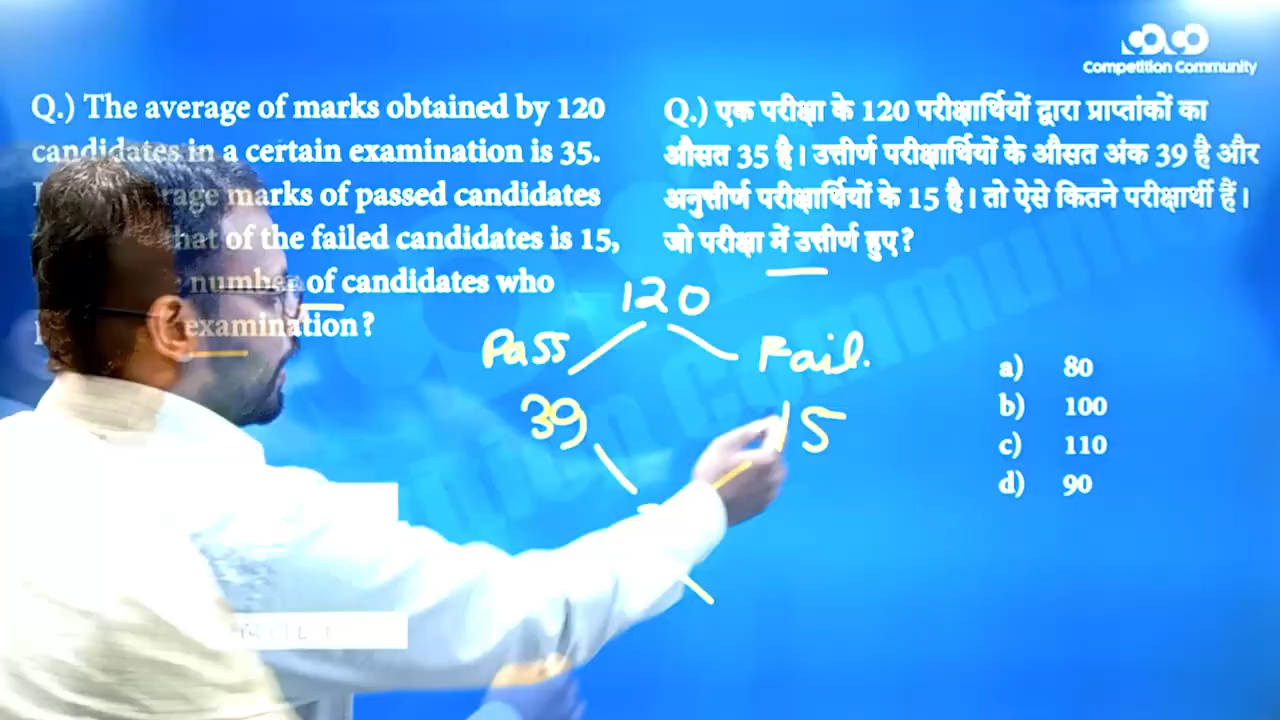 Competition Community
Q.) The average of marks obtained by 120
candidates in a certain examination is 35.
marks of passed candidates
that of the failed candidates is 15,
number of candidates who
examination?
Q.) एक परीक्षा के 120 परीक्षार्थियों द्वारा प्राप्तांकों का
औसत 35 है। उत्तीर्ण परीक्षार्थियों के औसत अंक 39 है और
अनुत्तीर्ण परीक्षार्थियों के 15 है। तो ऐसे कितने परीक्षार्थी हैं।
जो परीक्षा में उत्तीर्ण हुए?
120
Pass Fail.
39 15
a) 80
b) 100
c) 110
d) 90